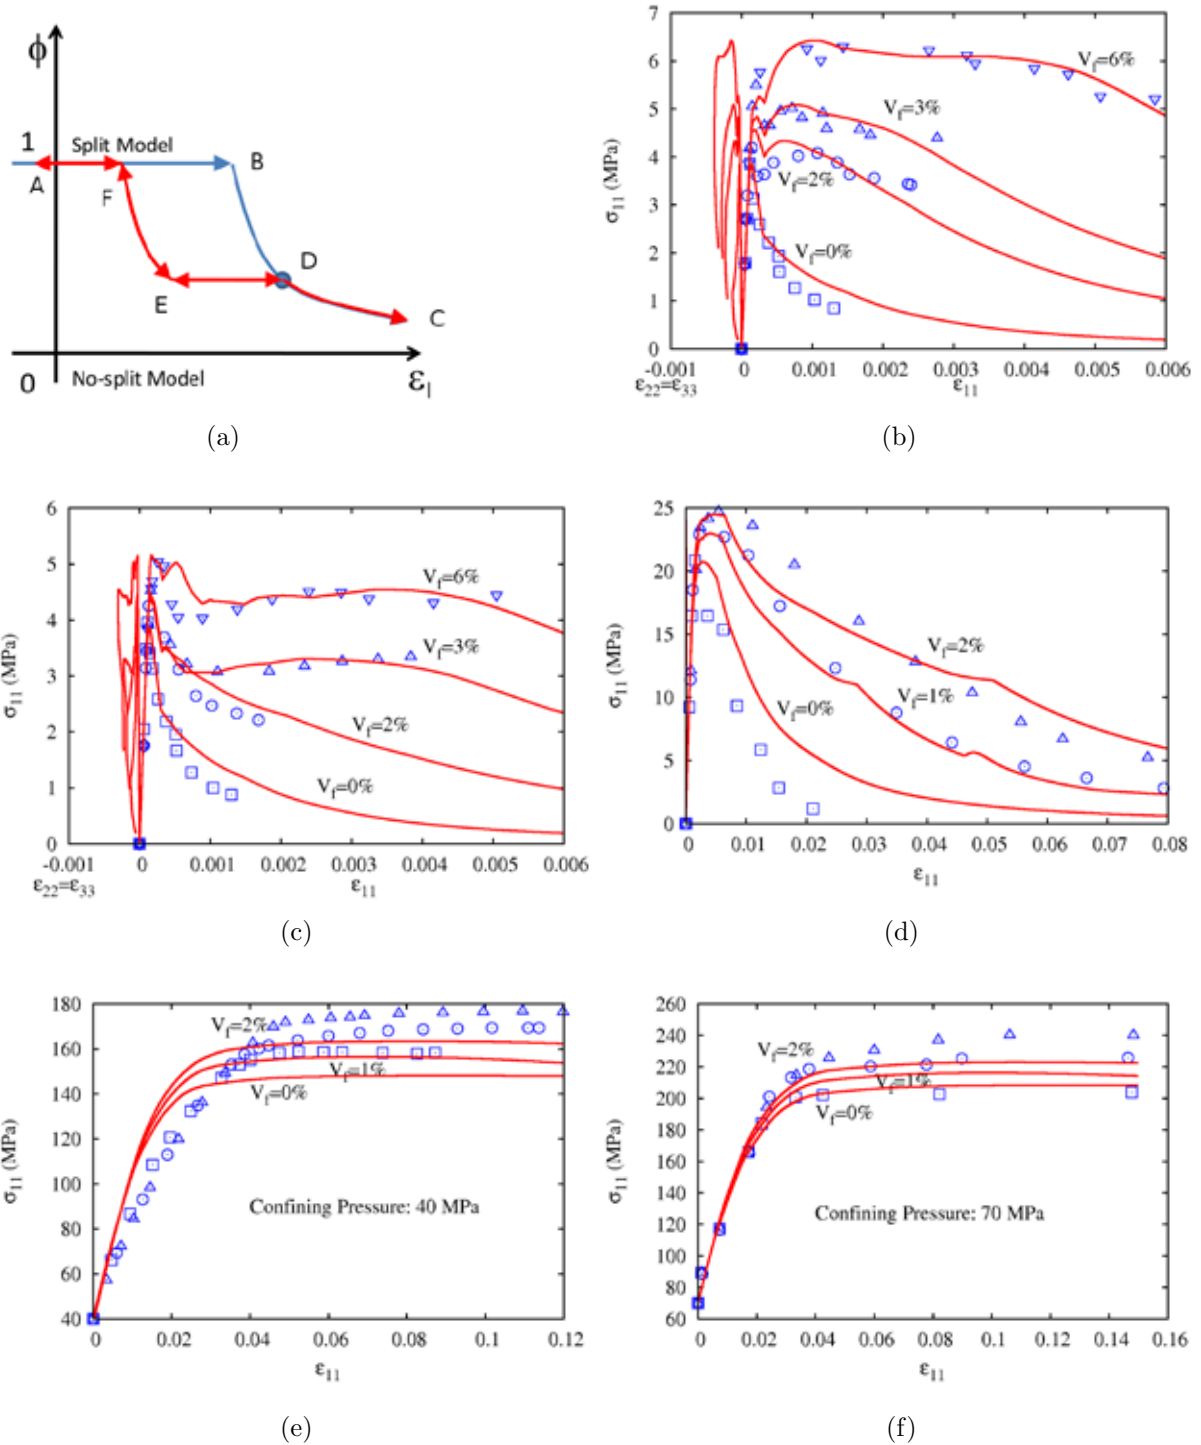 ϕ
1
Split Model
A
B
F
D
E
C
0
No-split Model
ε₁
(a)
7
6
5
4
3
2
1
0
σ₁₁ (MPa)
V_f=6%
V_f=3%
V_f=2%
V_f=0%
-0.001
0
0.001
0.002
0.003
0.004
0.005
0.006
ε₂₂=ε₃₃
ε₁₁
(b)
6
5
4
3
2
1
0
σ₁₁ (MPa)
V_f=6%
V_f=3%
V_f=2%
V_f=0%
-0.001
0
0.001
0.002
0.003
0.004
0.005
0.006
ε₂₂=ε₃₃
ε₁₁
(c)
25
20
15
10
5
0
σ₁₁ (MPa)
V_f=2%
V_f=1%
V_f=0%
0
0.01
0.02
0.03
0.04
0.05
0.06
0.07
0.08
ε₁₁
(d)
180
160
140
120
100
80
60
40
σ₁₁ (MPa)
V_f=2%
V_f=1%
V_f=0%
Confining Pressure: 40 MPa
0
0.02
0.04
0.06
0.08
0.1
0.12
ε₁₁
(e)
260
240
220
200
180
160
140
120
100
80
60
σ₁₁ (MPa)
V_f=2%
V_f=1%
V_f=0%
Confining Pressure: 70 MPa
0
0.02
0.04
0.06
0.08
0.1
0.12
0.14
0.16
ε₁₁
(f)